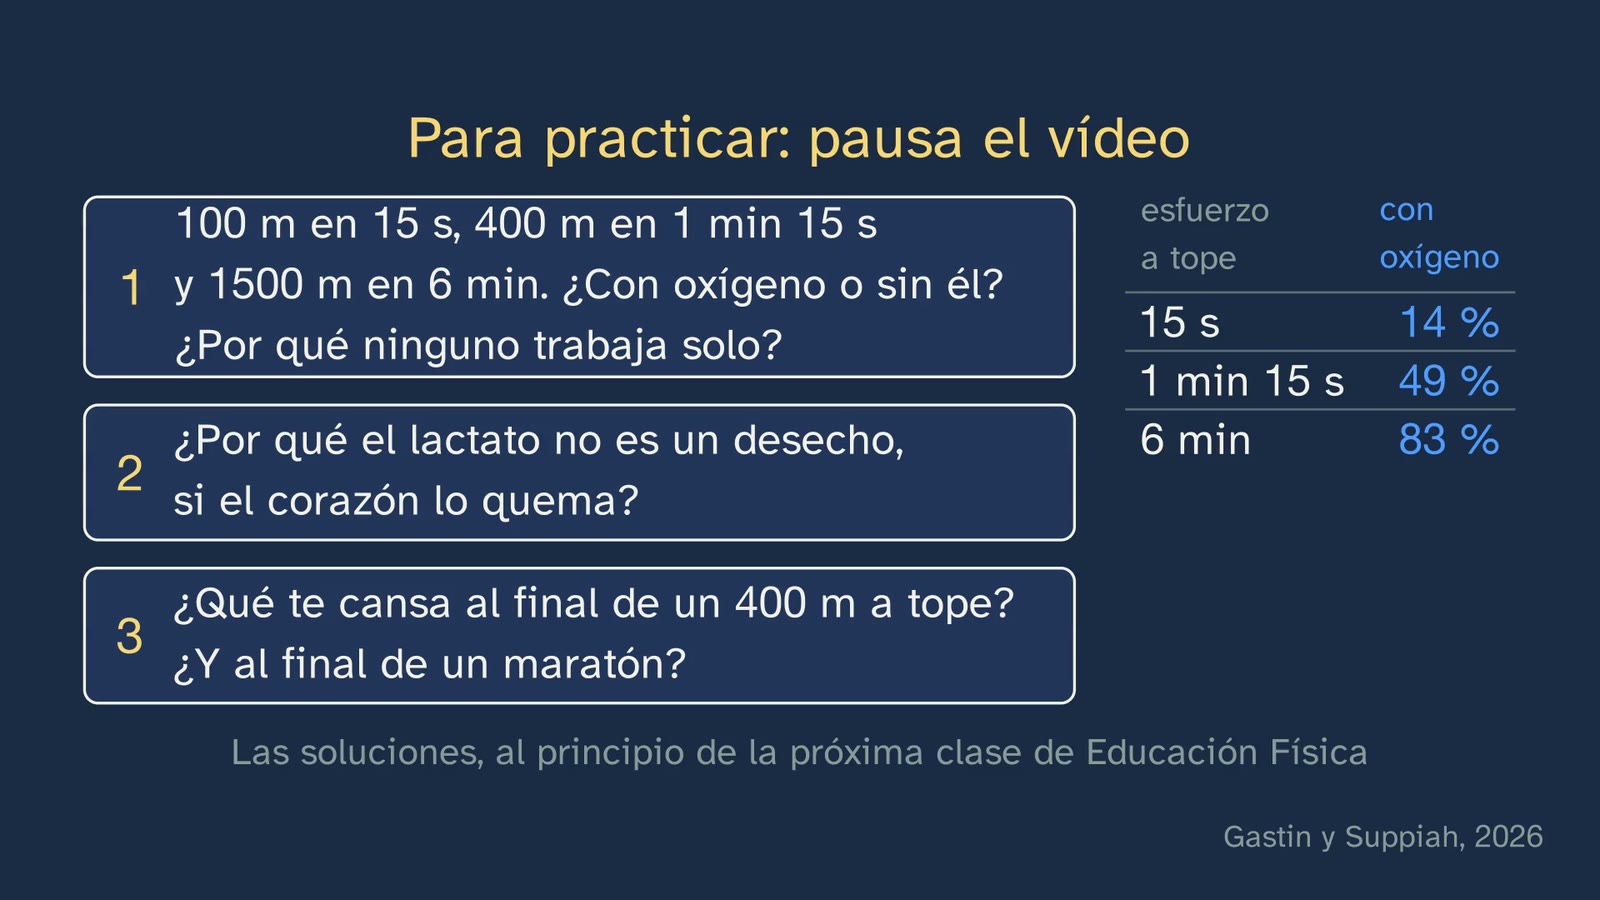 Para practicar: pausa el vídeo
1
100 m en 15 s, 400 m en 1 min 15 s
y 1500 m en 6 min. ¿Con oxígeno o sin él?
¿Por qué ninguno trabaja solo?
2
¿Por qué el lactato no es un desecho,
si el corazón lo quema?
3
¿Qué te cansa al final de un 400 m a tope?
¿Y al final de un maratón?
esfuerzo con
a tope oxígeno
15 s 14 %
1 min 15 s 49 %
6 min 83 %
Las soluciones, al principio de la próxima clase de Educación Física
Gastin y Suppiah, 2026